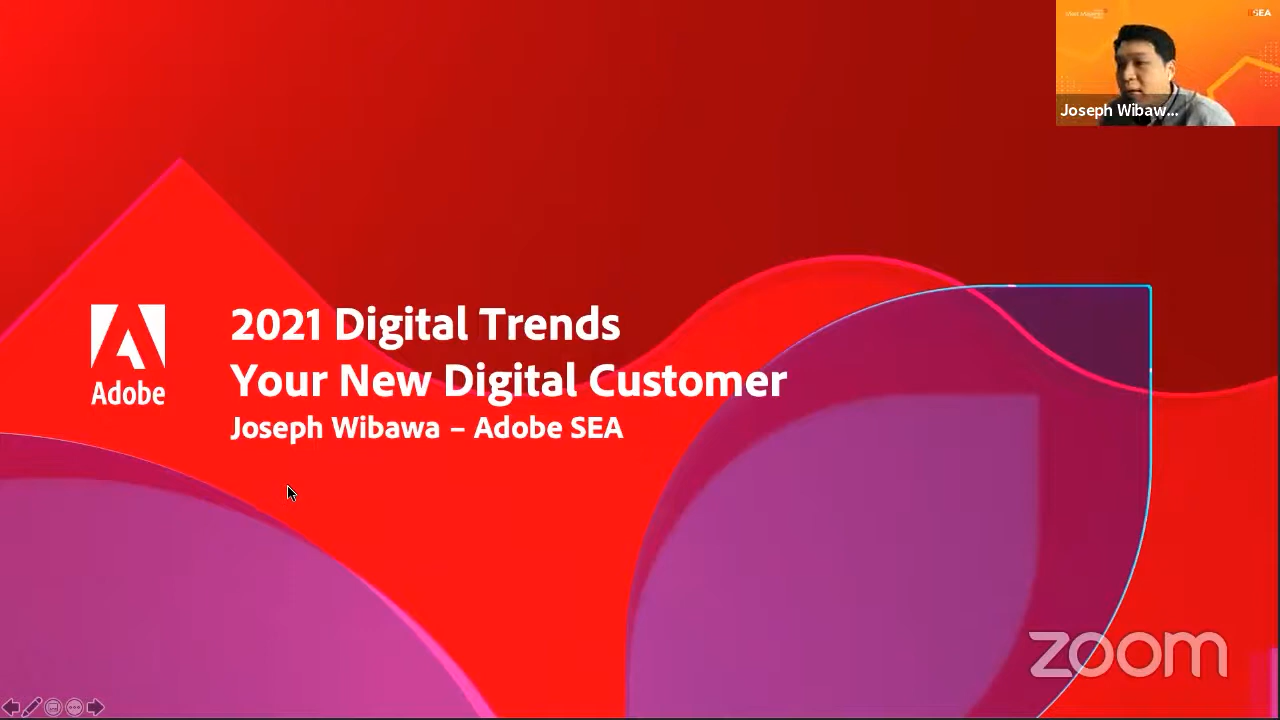 SEA
Joseph Wibaw...
2021 Digital Trends
Your New Digital Customer
Joseph Wibawa – Adobe SEA
Adobe
zoom